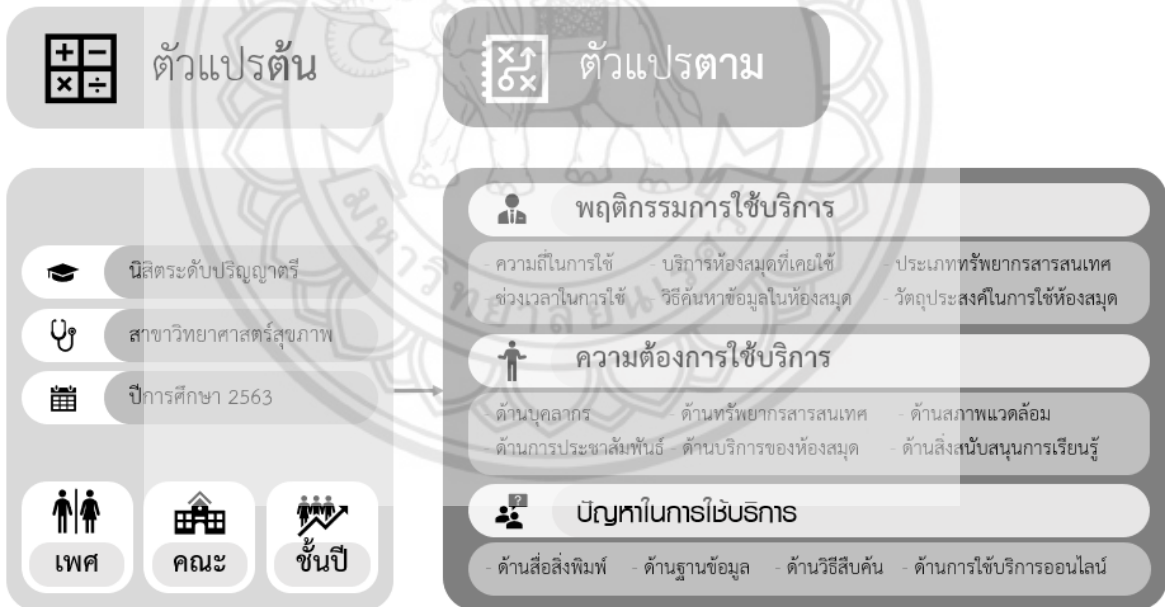 ตัวแปรต้น
ตัวแปรตาม
นิสิตระดับปริญญาตรี
สาขาวิทยาศาสตร์สุขภาพ
ปีการศึกษา 2563
เพศ
คณะ
ชั้นปี
พฤติกรรมการใช้บริการ
- ความถี่ในการใช้ - บริการห้องสมุดที่เคยใช้ - ประเภททรัพยากรสารสนเทศ
- ช่วงเวลาในการใช้ - วิธีค้นหาข้อมูลในห้องสมุด - วัตถุประสงค์ในการใช้ห้องสมุด
ความต้องการใช้บริการ
- ด้านบุคลากร - ด้านทรัพยากรสารสนเทศ - ด้านสภาพแวดล้อม
- ด้านการประชาสัมพันธ์ - ด้านบริการของห้องสมุด - ด้านสิ่งสนับสนุนการเรียนรู้
ปัญหาในการใช้บริการ
- ด้านสื่อสิ่งพิมพ์ - ด้านฐานข้อมูล - ด้านวิธีสืบค้น - ด้านการใช้บริการออนไลน์
มหาวิทยาลัยนเรศวร